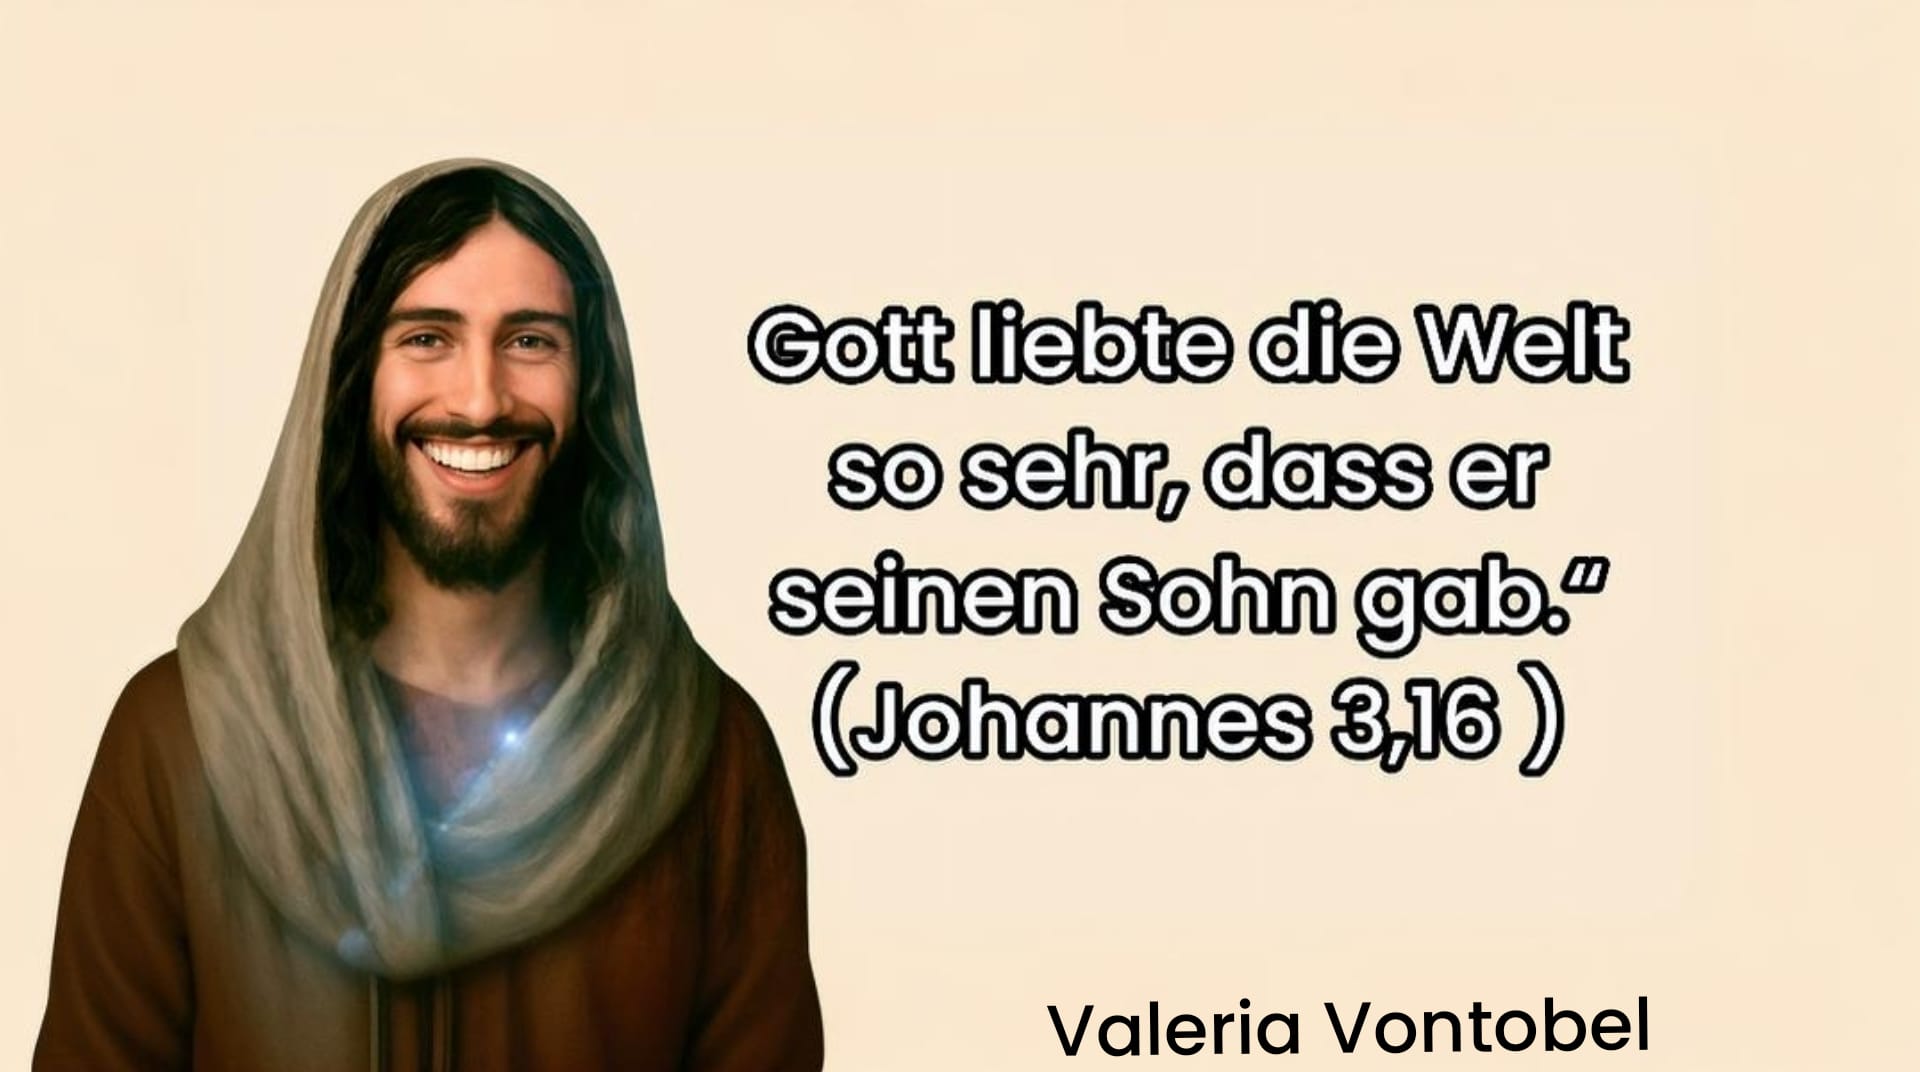 Gott liebte die Welt
so sehr, dass er
seinen Sohn gab.“
(Johannes 3,16 )
Valeria Vontobel